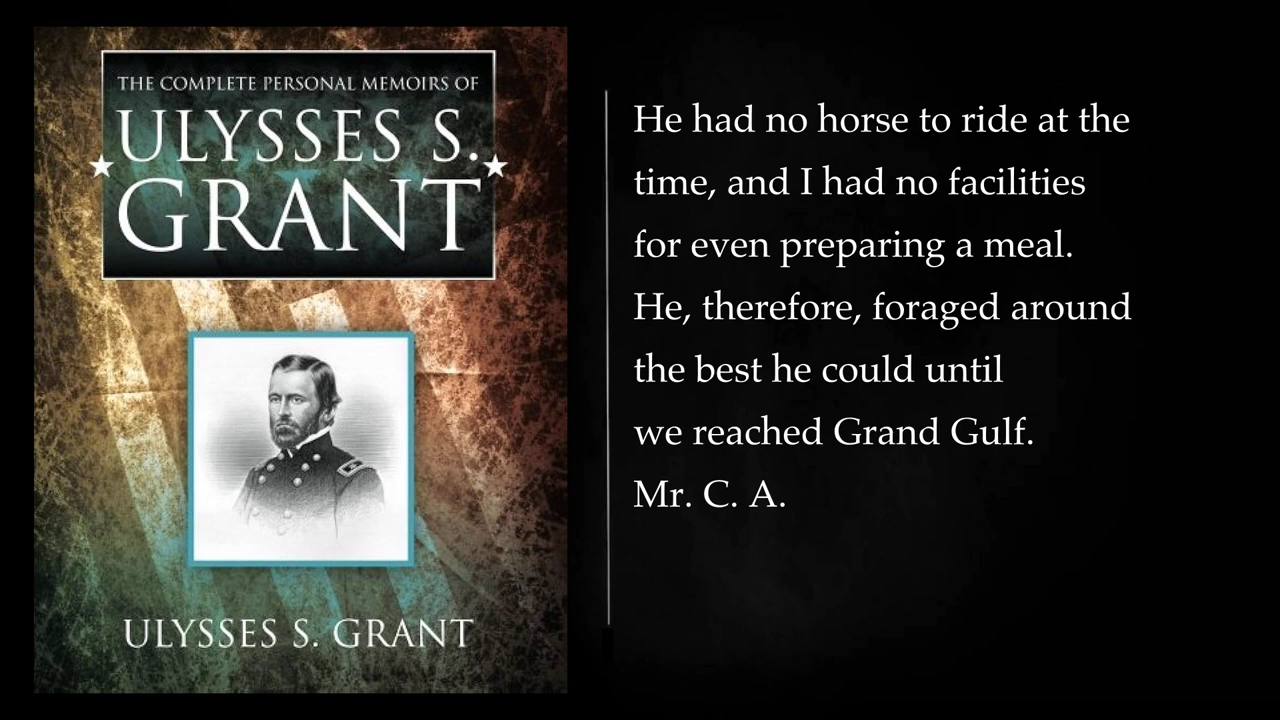 THE COMPLETE PERSONAL MEMOIRS OF
ULYSSES S.
GRANT
ULYSSES S. GRANT
He had no horse to ride at the
time, and I had no facilities
for even preparing a meal.
He, therefore, foraged around
the best he could until
we reached Grand Gulf.
Mr. C. A.